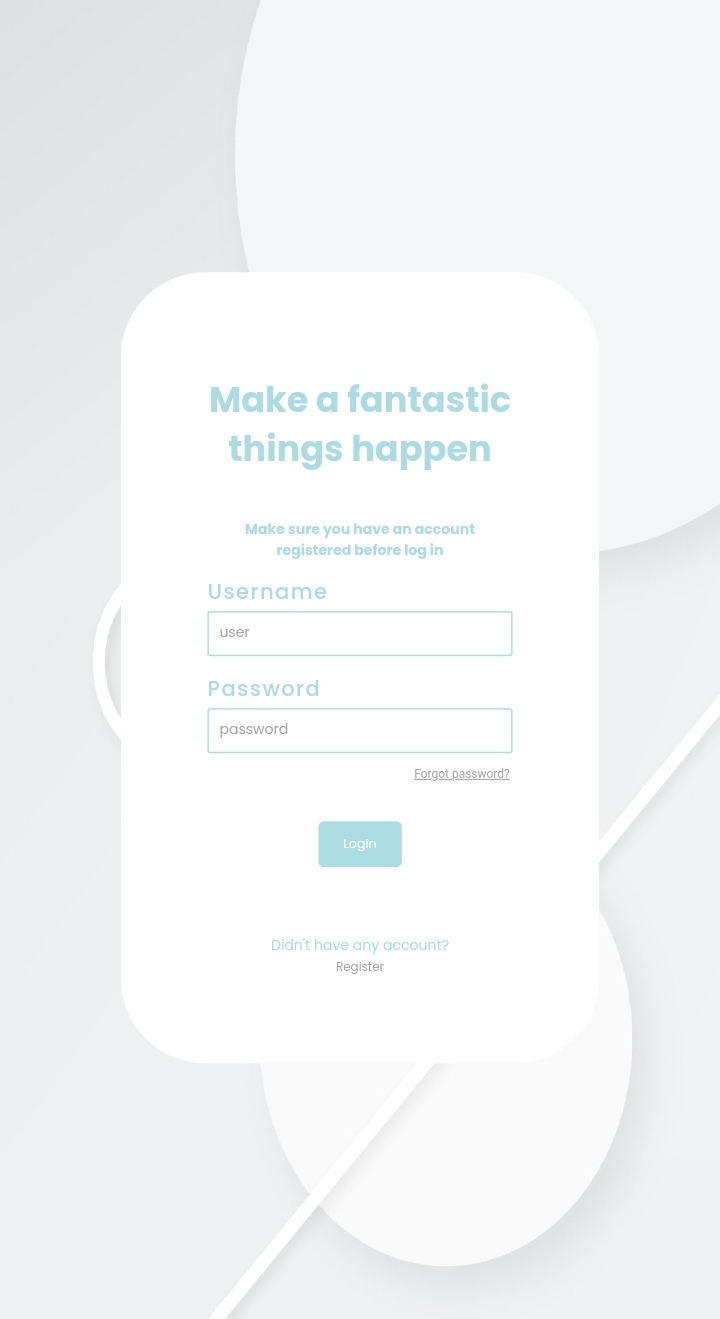 Make a fantastic
things happen
Make sure you have an account
registered before log in
Username
user
Password
password
Forgot password?
Login
Didn't have any account?
Register